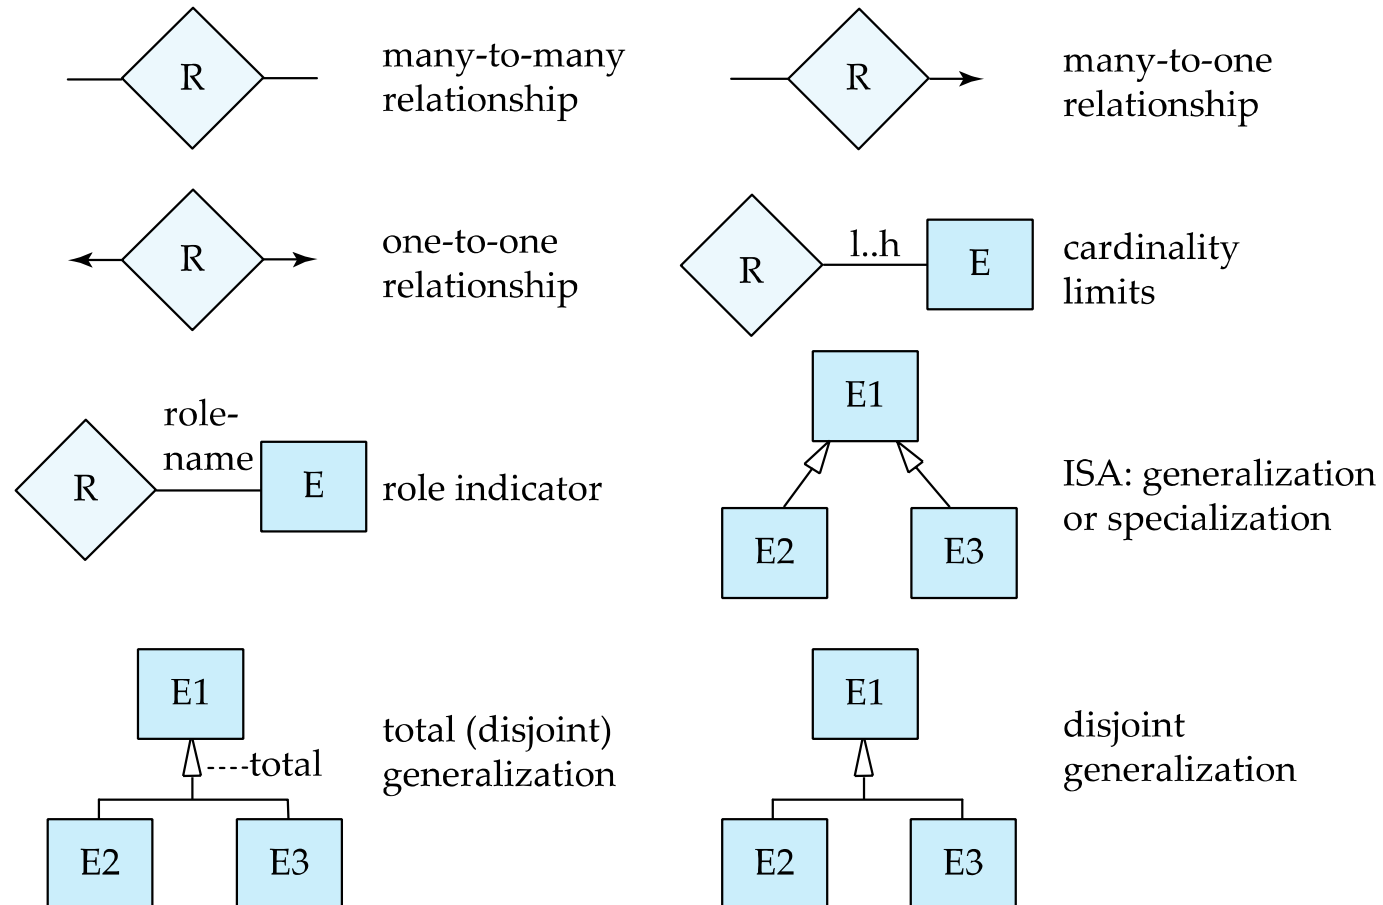 R
many-to-many
relationship
R
many-to-one
relationship
R
one-to-one
relationship
R
l..h
E
cardinality
limits
R
role-
name
E
role indicator
E1
E2
E3
ISA: generalization
or specialization
E1
----total
E2
E3
total (disjoint)
generalization
E1
E2
E3
disjoint
generalization